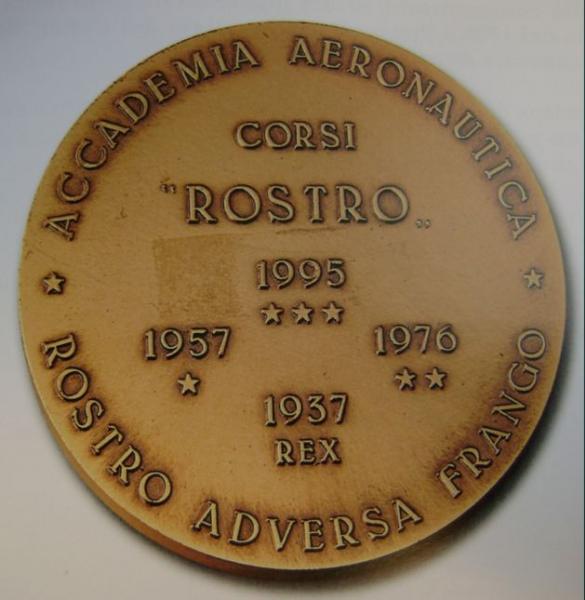 ACCADEMIA AERONAUTICA
CORSI
"ROSTRO„
1995
★★★
1957 1976
★ ★★
1937
REX
ROSTRO ADVERSA FRANGO